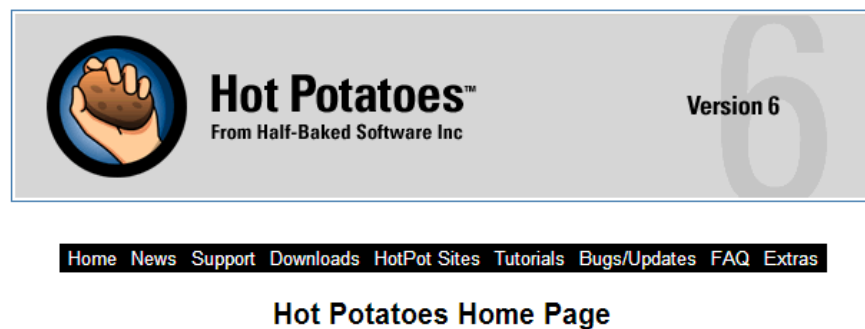 Hot Potatoes™
From Half-Baked Software Inc
Version 6
6
Home News Support Downloads HotPot Sites Tutorials Bugs/Updates FAQ Extras
Hot Potatoes Home Page